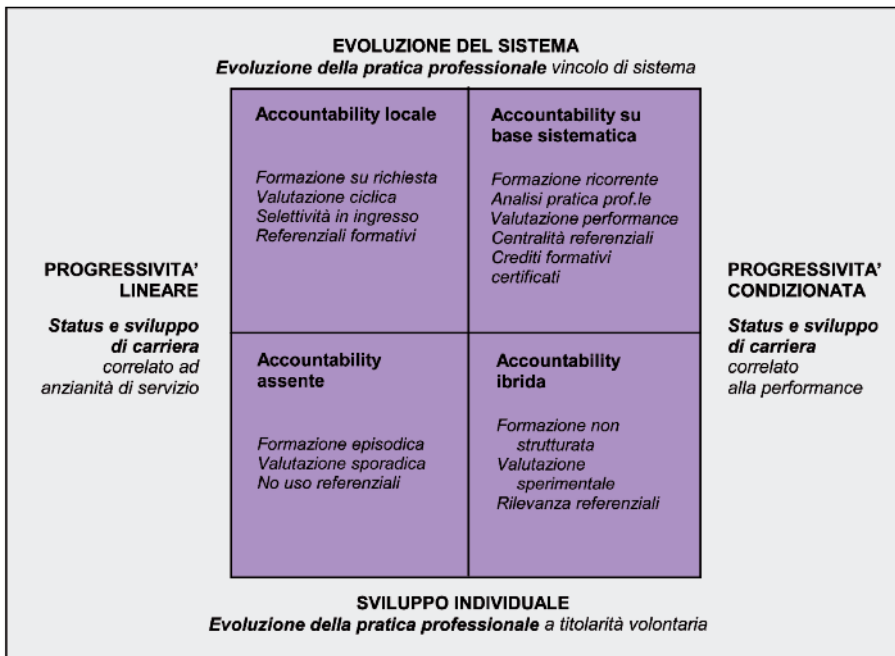 EVOLUZIONE DEL SISTEMA
Evoluzione della pratica professionale vincolo di sistema
Accountability locale
Formazione su richiesta
Valutazione ciclica
Selettività in ingresso
Referenziali formativi
Accountability su
base sistematica
Formazione ricorrente
Analisi pratica prof.le
Valutazione performance
Centralità referenziali
Crediti formativi
certificati
PROGRESSIVITA'
LINEARE
Status e sviluppo
di carriera
correlato ad
anzianità di servizio
PROGRESSIVITA'
CONDIZIONATA
Status e sviluppo
di carriera
correlato
alla performance
Accountability
assente
Formazione episodica
Valutazione sporadica
No uso referenziali
Accountability
ibrida
Formazione non
strutturata
Valutazione
sperimentale
Rilevanza referenziali
SVILUPPO INDIVIDUALE
Evoluzione della pratica professionale a titolarità volontaria